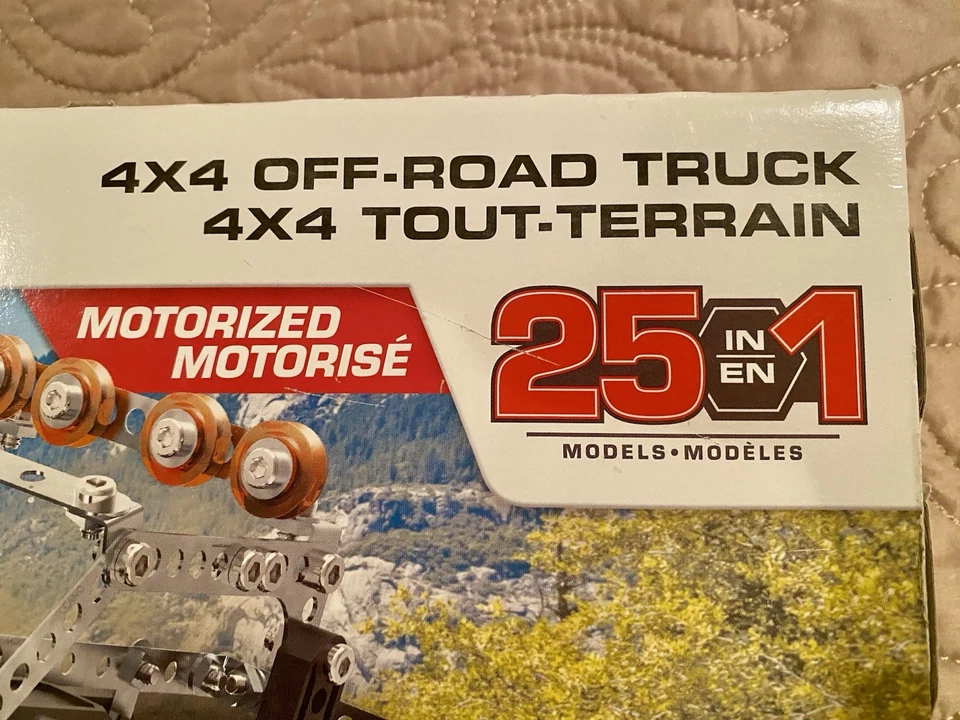 4X4 OFF-ROAD TRUCK
4X4 TOUT-TERRAIN
MOTORIZED
MOTORISÉ
25 IN EN 1
MODELS•MODÈLES